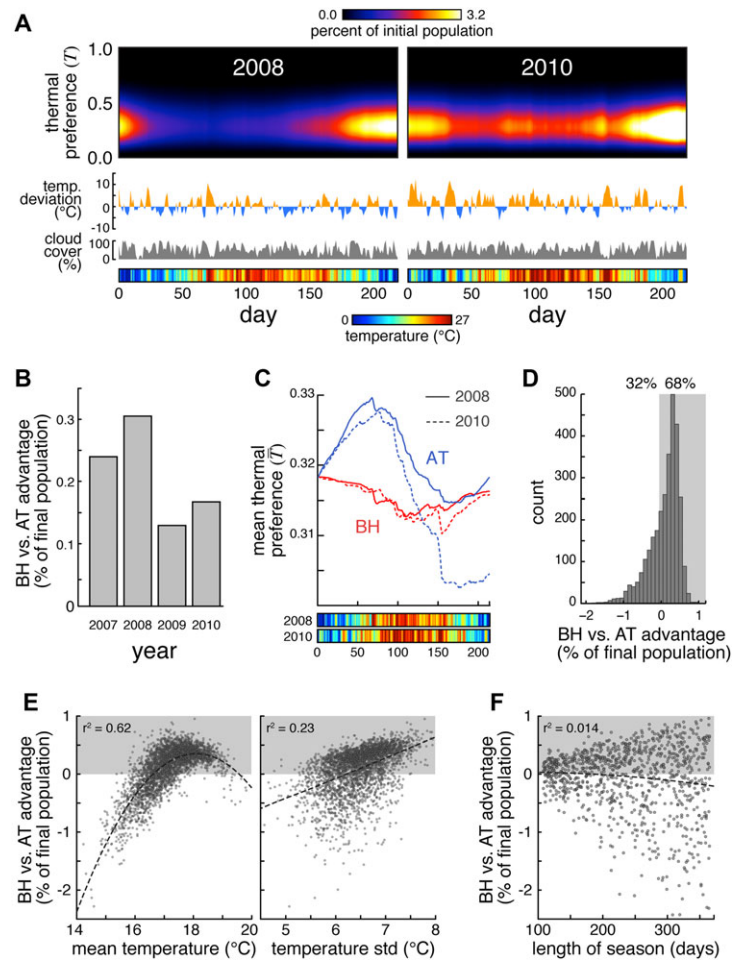 A
0.0 3.2
percent of initial population
thermal
preference (T)
1.0
0.5
0.0
2008
2010
temp.
deviation
(°C)
10
0
-10
cloud
cover
(%)
100
0
0 50 100 150 200
0 50 100 150 200
day
day
0 27
temperature (°C)
B
BH vs. AT advantage
(% of final population)
0.3
0.2
0.1
0
2007 2008 2009 2010
year
C
mean thermal
preference (T̅)
0.33
0.32
0.31
2008
2010
AT
BH
2008
2010
0 50 100 150 200
D
32% 68%
count
500
400
300
200
100
0
−2 −1 0 1
BH vs. AT advantage
(% of final population)
E
BH vs. AT advantage
(% of final population)
1
0
-1
-2
r² = 0.62
14 16 18 20
mean temperature (°C)
r² = 0.23
5 6 7 8
temperature std (°C)
F
BH vs. AT advantage
(% of final population)
1
0
-1
-2
r² = 0.014
100 200 300
length of season (days)